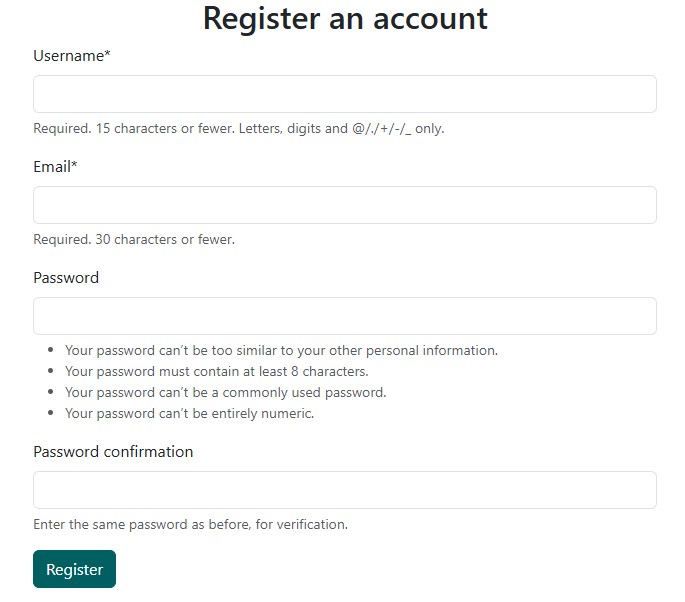 Register an account
Username*
Required. 15 characters or fewer. Letters, digits and @/./+/-/_ only.
Email*
Required. 30 characters or fewer.
Password
• Your password can’t be too similar to your other personal information.
• Your password must contain at least 8 characters.
• Your password can’t be a commonly used password.
• Your password can’t be entirely numeric.
Password confirmation
Enter the same password as before, for verification.
Register